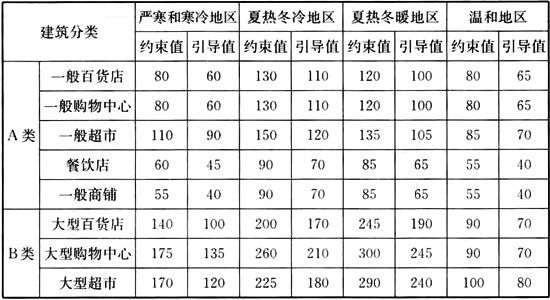 建筑分类 严寒和寒冷地区 夏热冬冷地区 夏热冬暖地区 温和地区
约束值 引导值 约束值 引导值 约束值 引导值 约束值 引导值
A类 一般百货店 80 60 130 110 120 100 80 65
一般购物中心 80 60 130 110 120 100 80 65
一般超市 110 90 150 120 135 105 85 70
餐饮店 60 45 90 70 85 65 55 40
一般商铺 55 40 90 70 85 65 55 40
B类 大型百货店 140 100 200 170 245 190 90 70
大型购物中心 175 135 260 210 300 245 90 70
大型超市 170 120 225 180 290 240 100 80